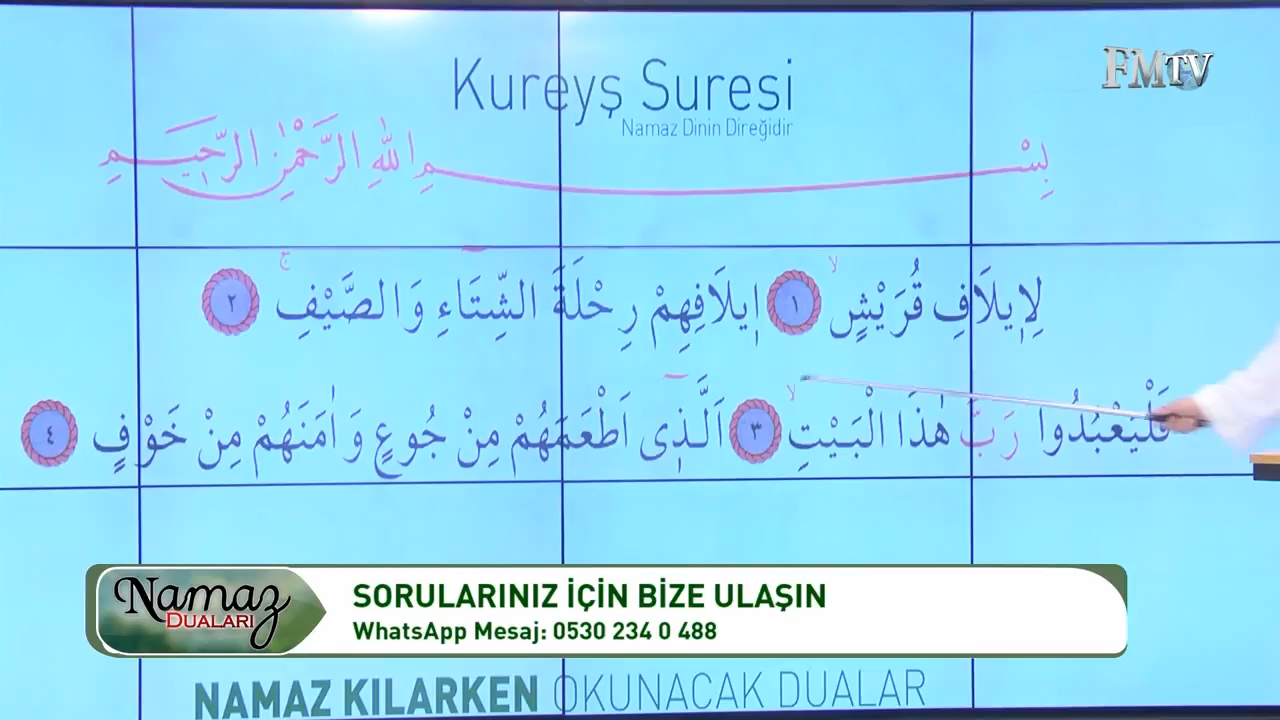 FMTV
Kureyş Suresi
Namaz Dinin Direğidir
بِسْمِ اللهِ الرَّحْمٰنِ الرَّحِيمِ
لِاِيلَافِ قُرَيْشٍ ۙ ١ اِيلَافِهِمْ رِحْلَةَ الشِّتَٓاءِ وَالصَّيْفِ ۚ ٢
فَلْيَعْبُدُوا رَبَّ هٰذَا الْبَيْتِ ۙ ٣ اَلَّذِى اَطْعَمَهُمْ مِنْ جُوعٍ وَاٰمَنَهُمْ مِنْ خَوْفٍ ٤
Namaz
DUALARI
SORULARINIZ İÇİN BİZE ULAŞIN
WhatsApp Mesaj: 0530 234 0 488
NAMAZ KILARKEN OKUNACAK DUALAR